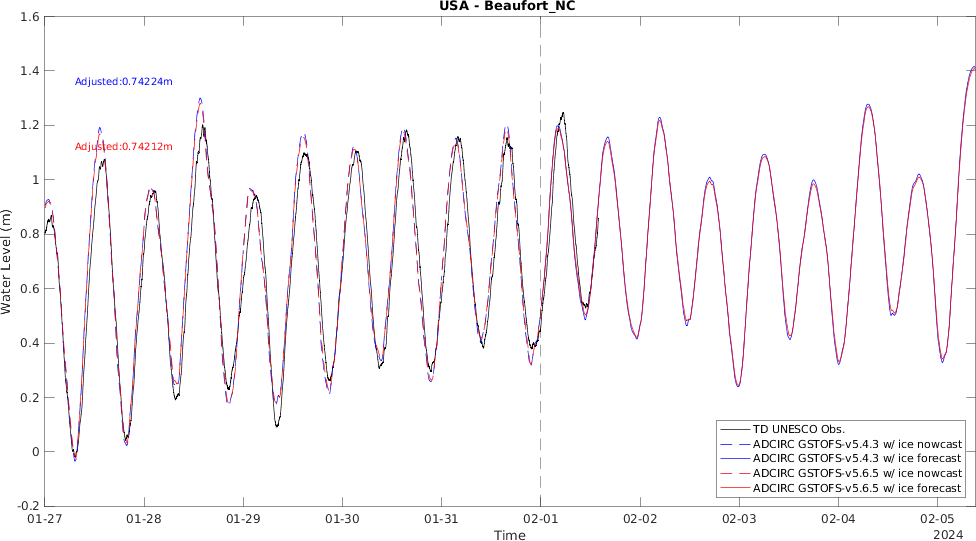 USA - Beaufort_NC
1.6
1.4
1.2
1
0.8
0.6
0.4
0.2
0
-0.2
Water Level (m)
Adjusted:0.74224m
Adjusted:0.74212m
TD UNESCO Obs.
ADCIRC GSTOFS-v5.4.3 w/ ice nowcast
ADCIRC GSTOFS-v5.4.3 w/ ice forecast
ADCIRC GSTOFS-v5.6.5 w/ ice nowcast
ADCIRC GSTOFS-v5.6.5 w/ ice forecast
01-27 01-28 01-29 01-30 01-31 02-01 02-02 02-03 02-04 02-05
Time
2024